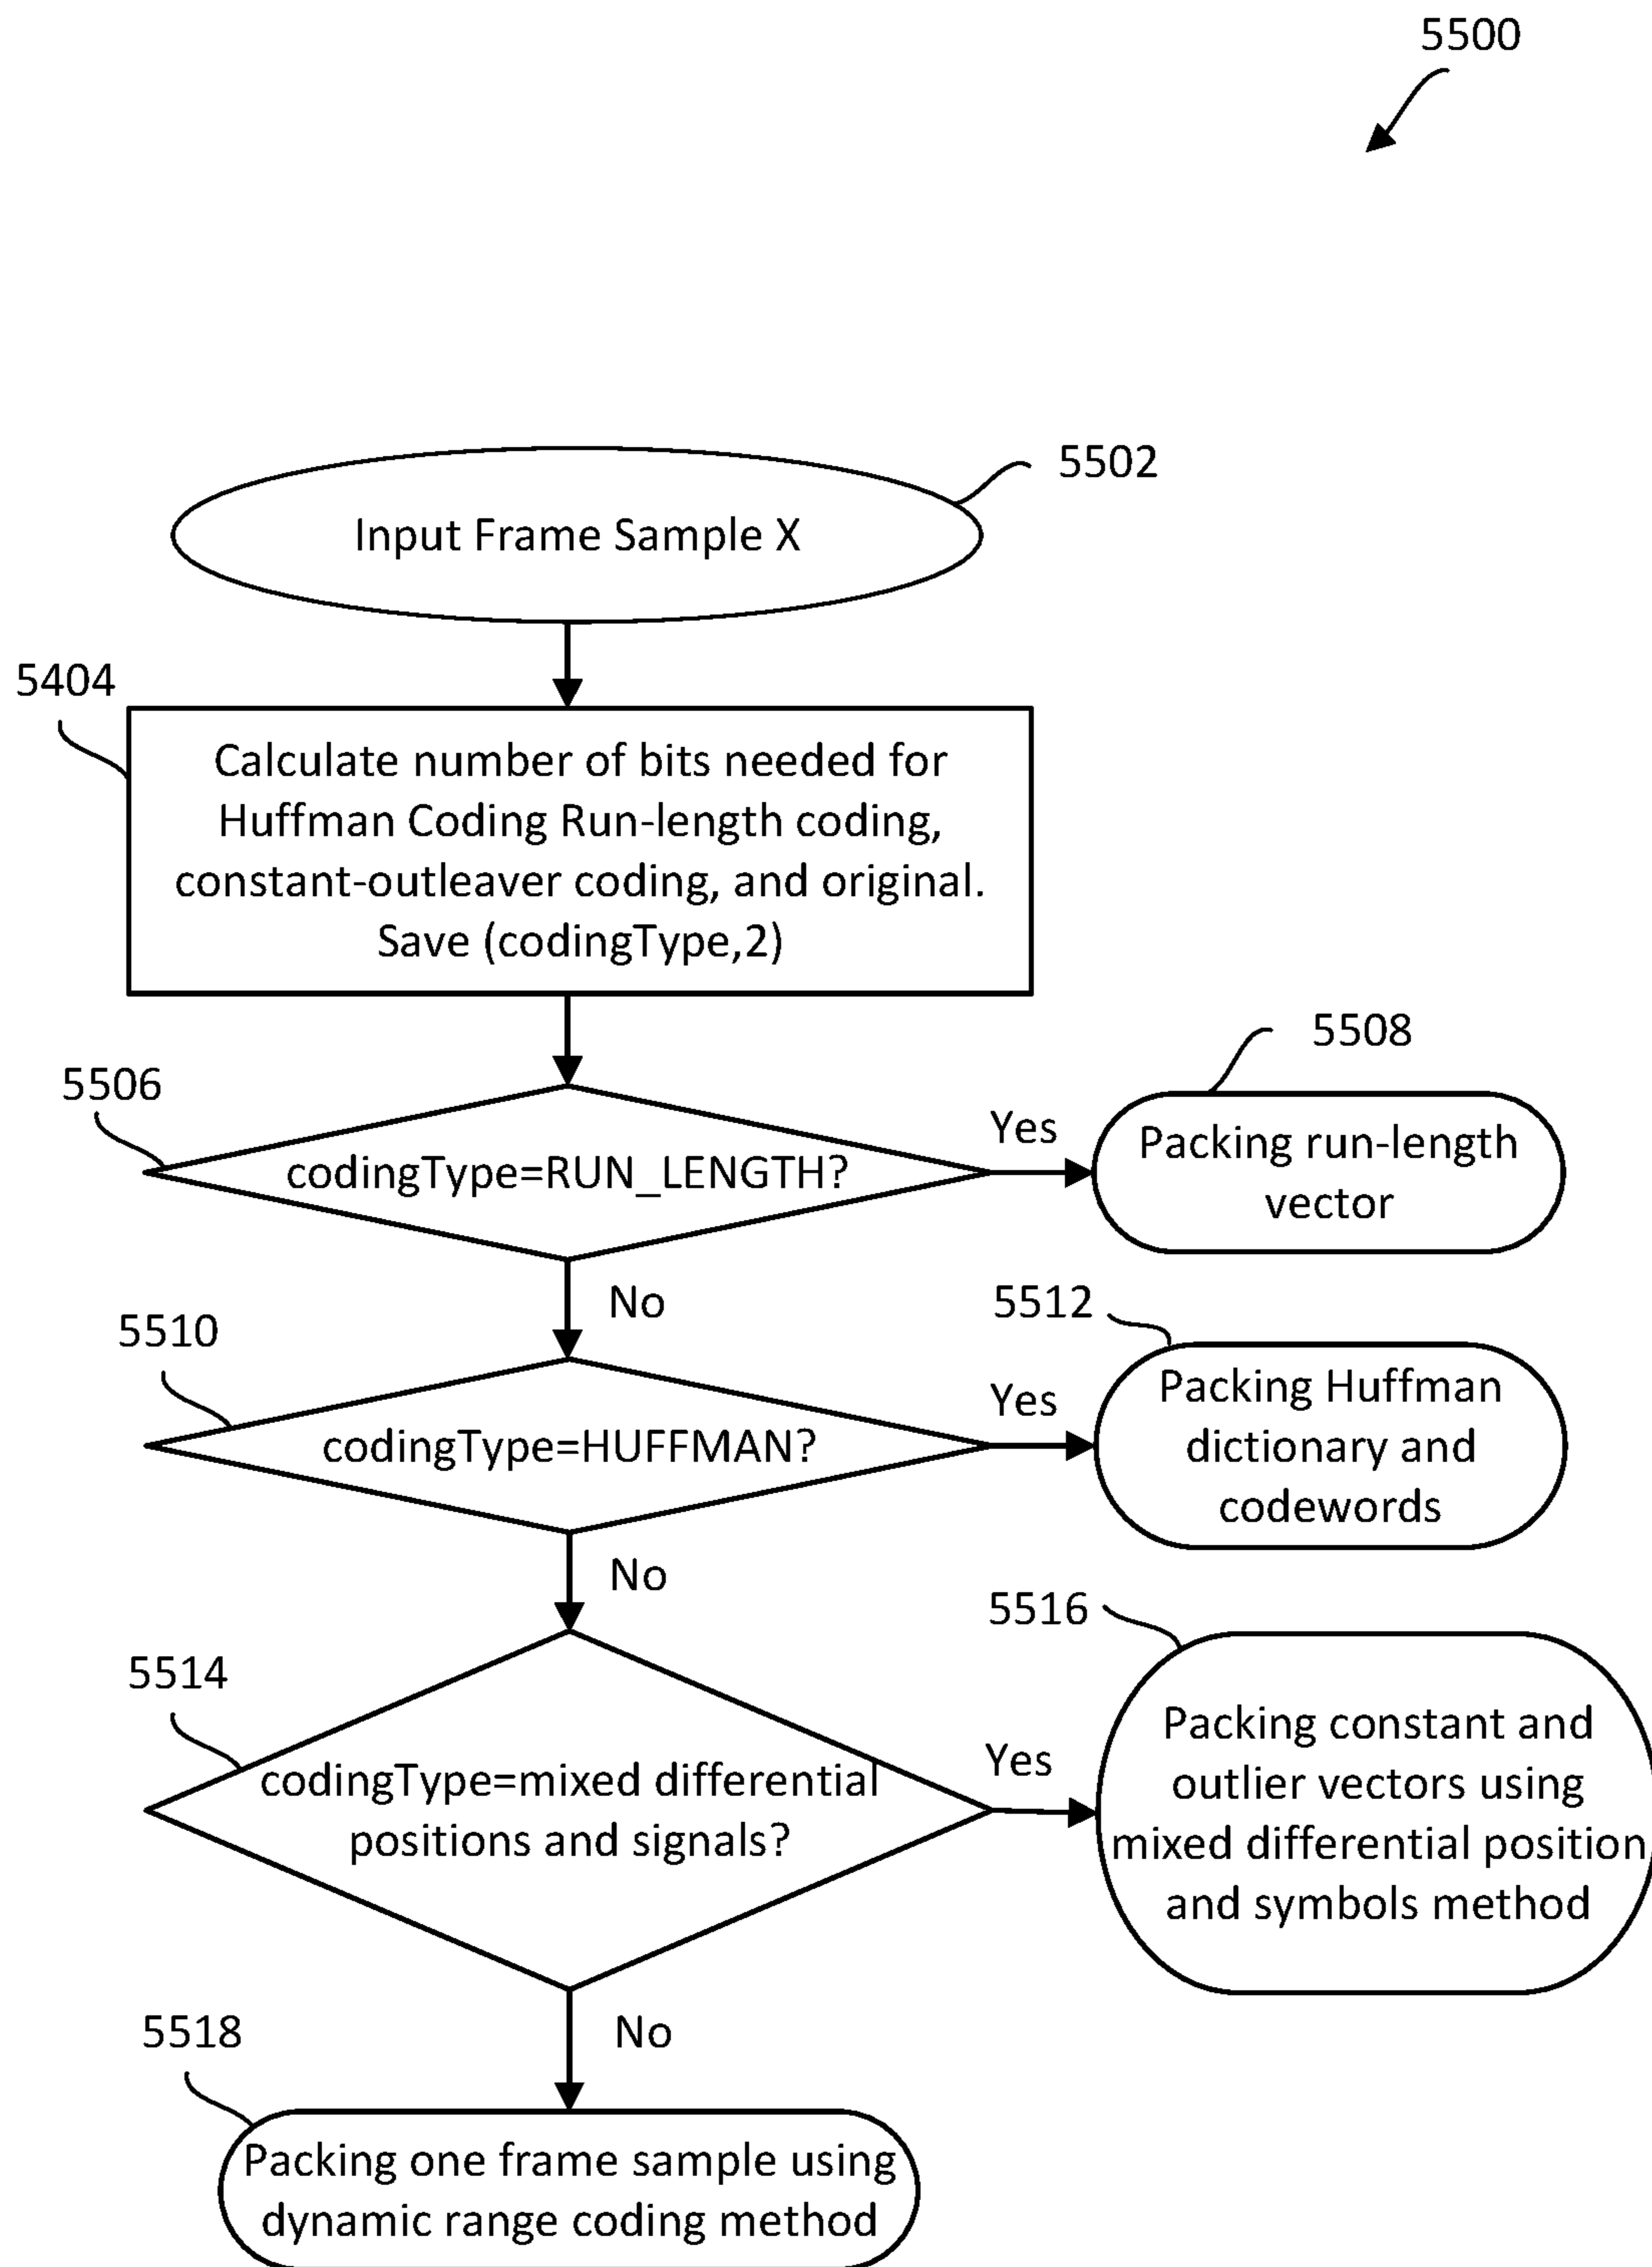 5500
5502
Input Frame Sample X
5404
Calculate number of bits needed for
Huffman Coding Run-length coding,
constant-outleaver coding, and original.
Save (codingType,2)
5506
codingType=RUN_LENGTH?
Yes
5508
Packing run-length
vector
No
5510
codingType=HUFFMAN?
Yes
5512
Packing Huffman
dictionary and
codewords
No
5514
codingType=mixed differential
positions and signals?
Yes
5516
Packing constant and
outlier vectors using
mixed differential position
and symbols method
No
5518
Packing one frame sample using
dynamic range coding method